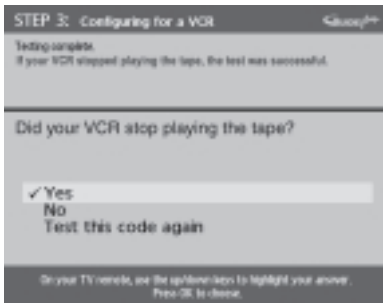 STEP 3: Configuring for a VCR
Testing complete.
If your VCR stopped playing the tape, the test was successful.
Did your VCR stop playing the tape?
✓ Yes
No
Test this code again
On your TV remote, use the up/down keys to highlight your answer.
Press OK to choose.